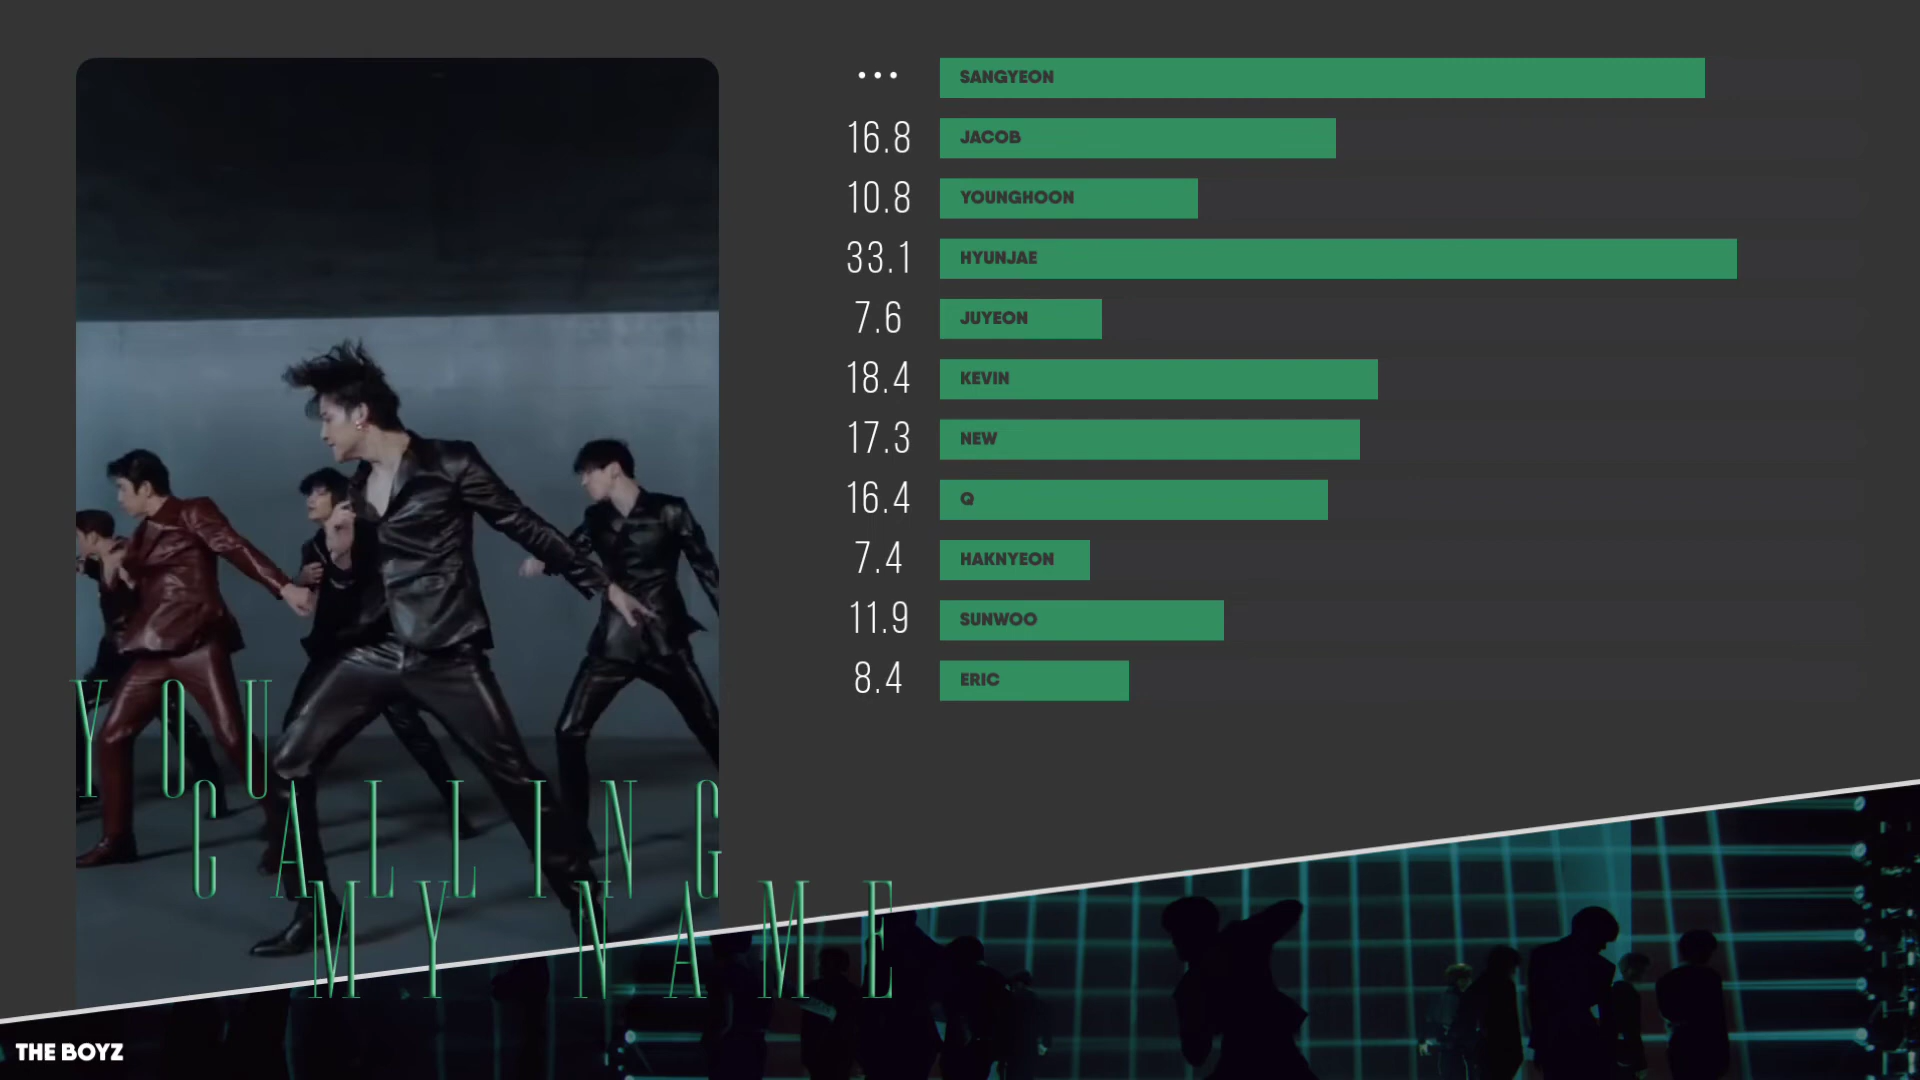 ... SANGYEON
16.8 JACOB
10.8 YOUNGHOON
33.1 HYUNJAE
7.6 JUYEON
18.4 KEVIN
17.3 NEW
16.4 Q
7.4 HAKNYEON
11.9 SUNWOO
8.4 ERIC
YOU
CALLING
MY NAME
THE BOYZ